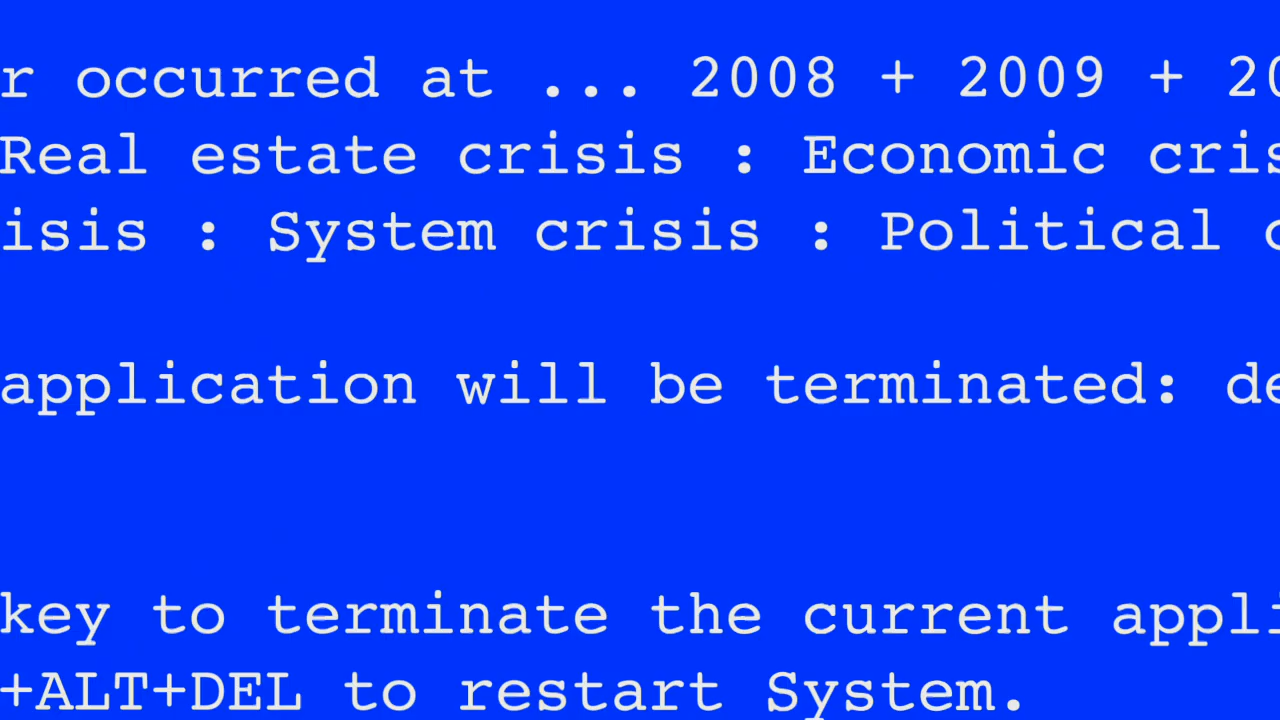 r occurred at ... 2008 + 2009 + 20
Real estate crisis : Economic cris
isis : System crisis : Political c
application will be terminated: de
key to terminate the current appli
+ALT+DEL to restart System.